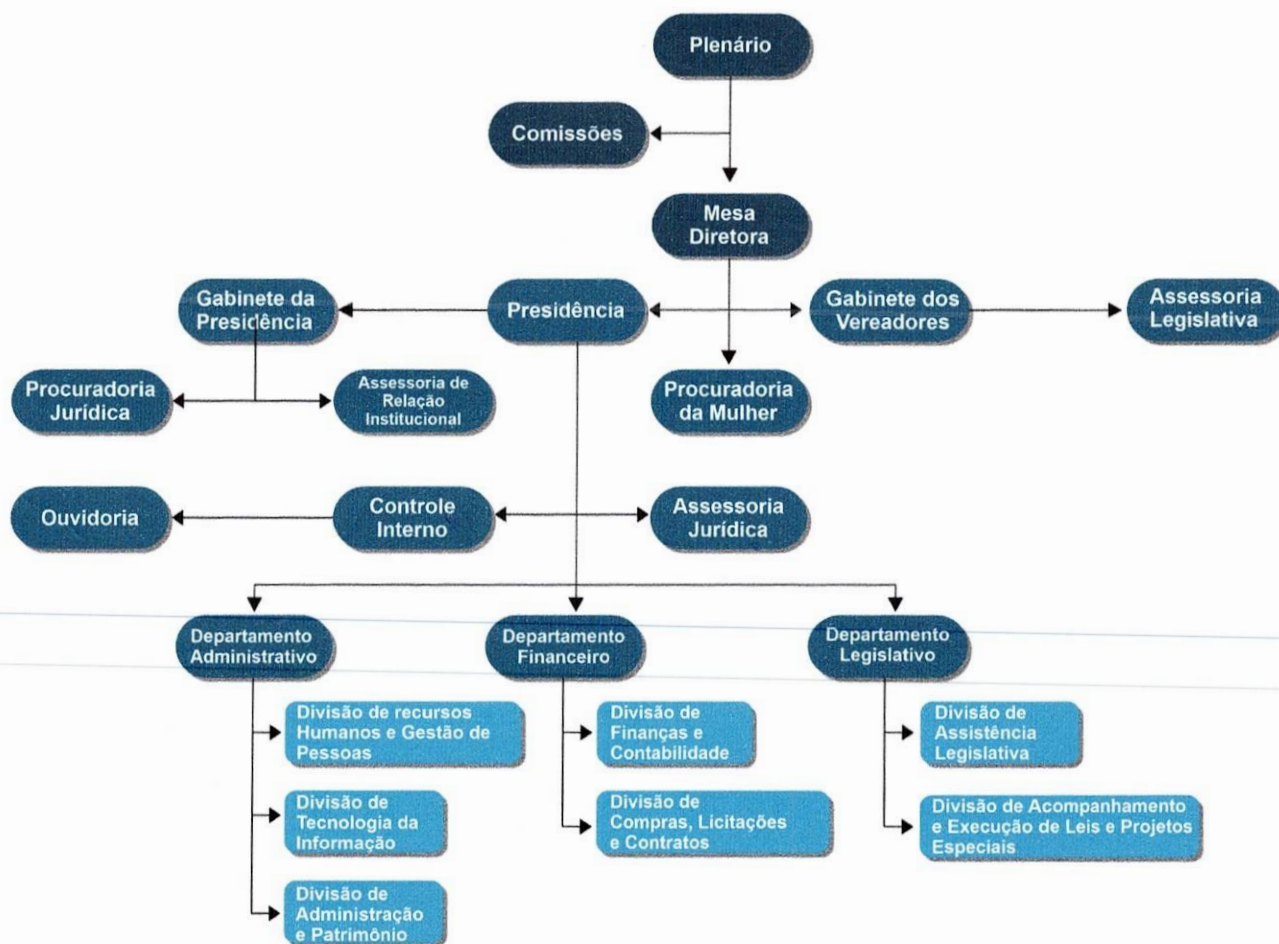 Plenário
Comissões
Mesa
Diretora
Gabinete da
Presidência
Presidência
Gabinete dos
Vereadores
Assessoria
Legislativa
Procuradoria
Jurídica
Assessoria de
Relação
Institucional
Procuradoria
da Mulher
Ouvidoria
Controle
Interno
Assessoria
Jurídica
Departamento
Administrativo
Departamento
Financeiro
Departamento
Legislativo
Divisão de recursos
Humanos e Gestão de
Pessoas
Divisão de
Finanças e
Contabilidade
Divisão de
Assistência
Legislativa
Divisão de
Tecnologia da
Informação
Divisão de
Compras, Licitações
e Contratos
Divisão de Acompanhamento
e Execução de Leis e Projetos
Especiais
Divisão de
Administração
e Patrimônio